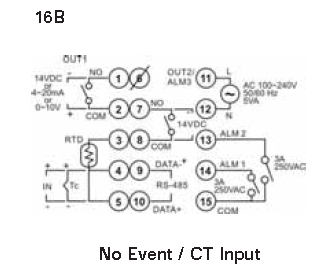 16B
OUT1
14VDC or 4~20mA or 0~10V
- NO
+ COM
1 6
2 7
3 8
4 9
5 10
OUT2/ ALM3
NO
14VDC
COM
11 L
12 N
AC 100~240V
50/60 Hz
5VA
13 ALM 2
14 ALM 1
15 COM
3A
250VAC
3A
250VAC
RTD
+ IN -
+ Tc -
DATA-
RS-485
DATA+
No Event / CT Input